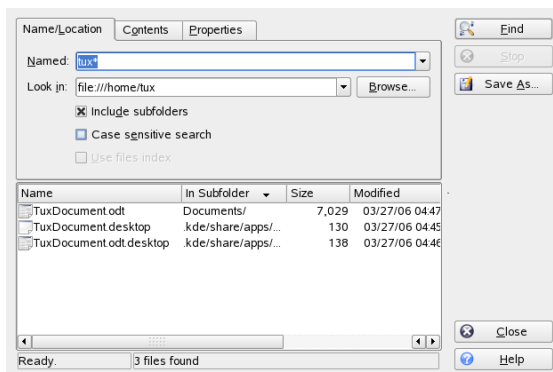 Name/Location Contents Properties
Named: tux*
Look in: file:///home/tux Browse...
Include subfolders
Case sensitive search
Use files index
Find
Stop
Save As...
Name In Subfolder Size Modified
TuxDocument.odt Documents/ 7,029 03/27/06 04:47
TuxDocument.desktop .kde/share/apps/... 130 03/27/06 04:45
TuxDocument.odt.desktop .kde/share/apps/... 138 03/27/06 04:46
Close
Ready. 3 files found
Help